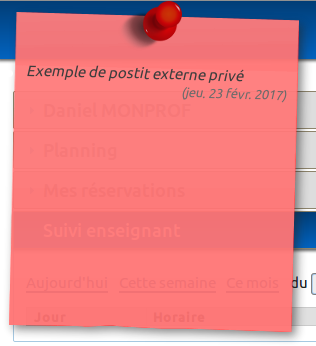 Exemple de postit externe privé
(jeu. 23 févr. 2017)
Daniel MONPROF
Planning
Mes réservations
Suivi enseignant
Aujourd'hui Cette semaine Ce mois du
Jour Horaire